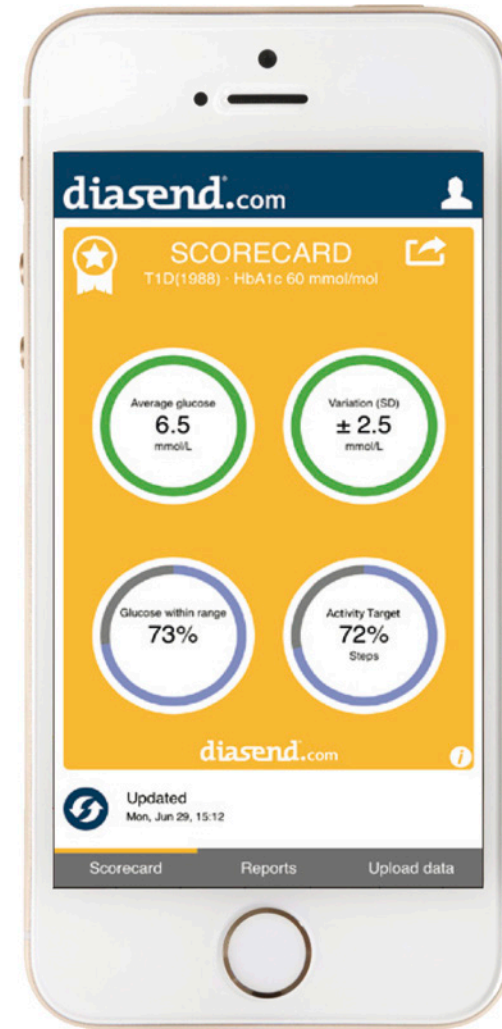 diasend.com
SCORECARD
T1D(1988) · HbA1c 60 mmol/mol
Average glucose
6.5
mmol/L
Variation (SD)
± 2.5
mmol/L
Glucose within range
73%
Activity Target
72%
Steps
diasend.com
i
Updated
Mon, Jun 29, 15:12
Scorecard Reports Upload data